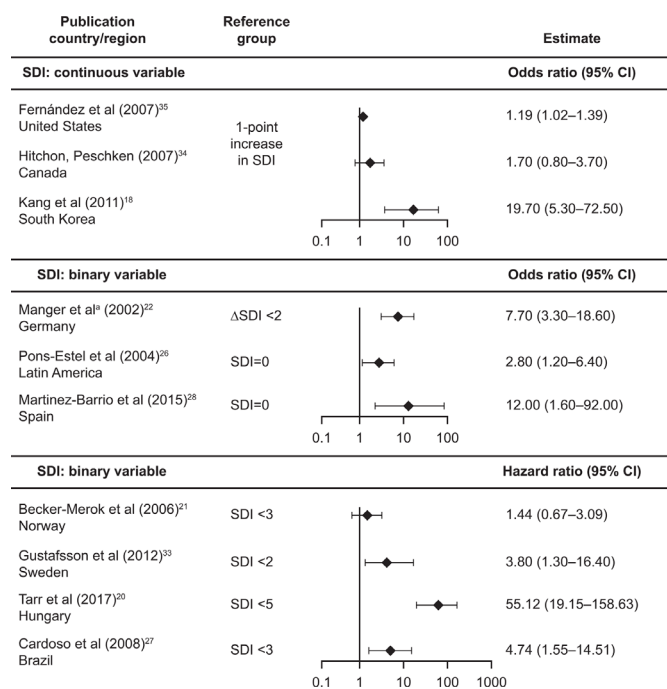 Publication
country/region
Reference
group
Estimate
SDI: continuous variable
Odds ratio (95% CI)
Fernández et al (2007)35
United States
1-point
increase
in SDI
1.19 (1.02–1.39)
Hitchon, Peschken (2007)34
Canada
1.70 (0.80–3.70)
Kang et al (2011)18
South Korea
19.70 (5.30–72.50)
0.1 1 10 100
SDI: binary variable
Odds ratio (95% CI)
Manger et ala (2002)22
Germany
ΔSDI <2
7.70 (3.30–18.60)
Pons-Estel et al (2004)26
Latin America
SDI=0
2.80 (1.20–6.40)
Martinez-Barrio et al (2015)28
Spain
SDI=0
12.00 (1.60–92.00)
0.1 1 10 100
SDI: binary variable
Hazard ratio (95% CI)
Becker-Merok et al (2006)21
Norway
SDI <3
1.44 (0.67–3.09)
Gustafsson et al (2012)33
Sweden
SDI <2
3.80 (1.30–16.40)
Tarr et al (2017)20
Hungary
SDI <5
55.12 (19.15–158.63)
Cardoso et al (2008)27
Brazil
SDI <3
4.74 (1.55–14.51)
0.1 1 10 100 1000